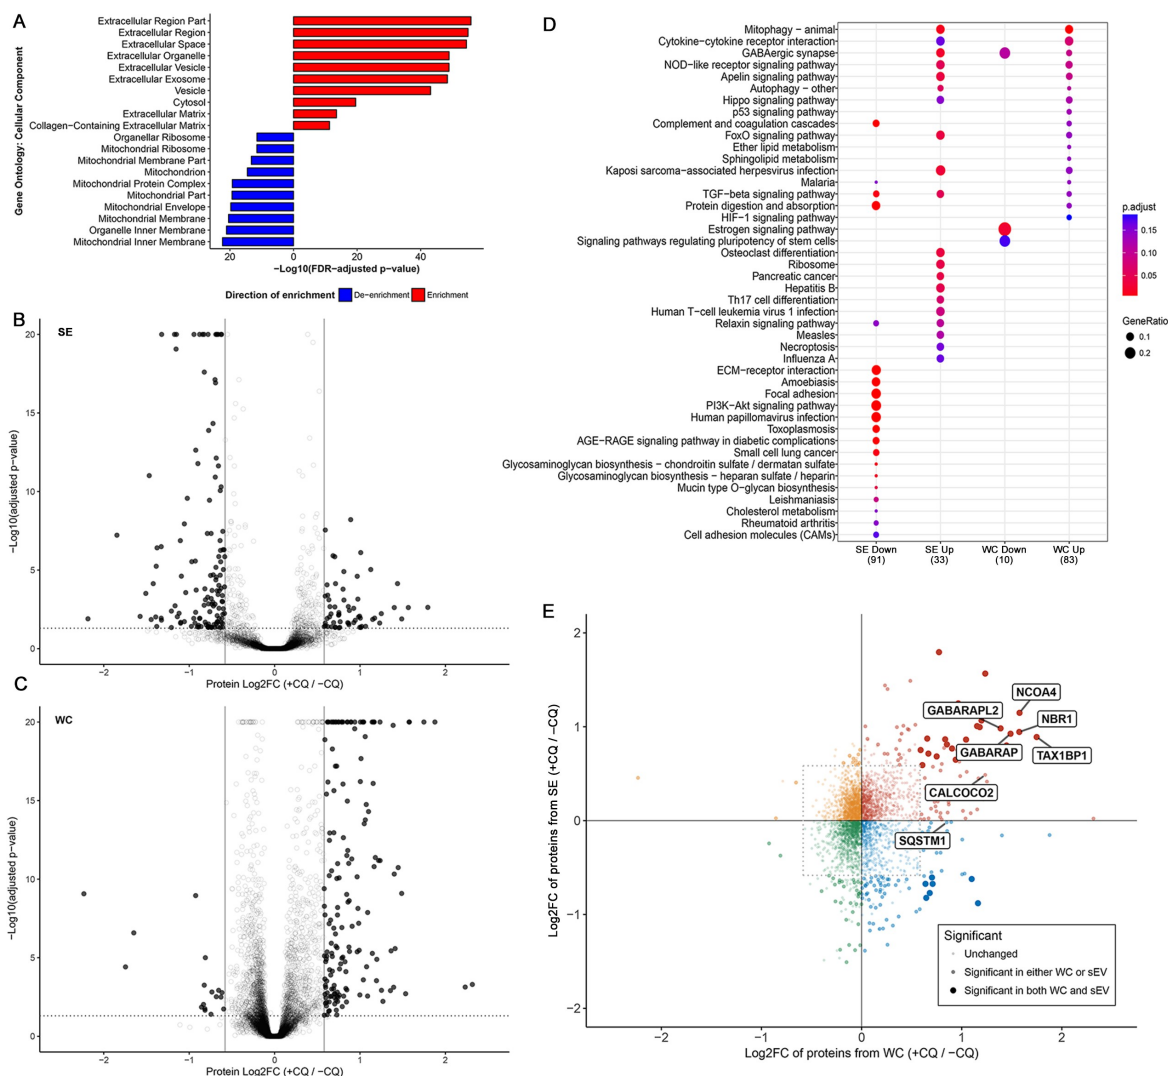 A
Gene Ontology: Cellular Component
Extracellular Region Part
Extracellular Region
Extracellular Space
Extracellular Organelle
Extracellular Vesicle
Extracellular Exosome
Vesicle
Cytosol
Extracellular Matrix
Collagen-Containing Extracellular Matrix
Organellar Ribosome
Mitochondrial Ribosome
Mitochondrial Membrane Part
Mitochondrion
Mitochondrial Protein Complex
Mitochondrial Part
Mitochondrial Envelope
Mitochondrial Membrane
Organelle Inner Membrane
Mitochondrial Inner Membrane
20 0 20 40
−Log10(FDR-adjusted p-value)
Direction of enrichment De-enrichment Enrichment
B
SE
−Log10(adjusted p-value)
20
15
10
5
0
−2 −1 0 1 2
Protein Log2FC (+CQ / −CQ)
C
WC
−Log10(adjusted p-value)
20
15
10
5
0
−2 −1 0 1 2
Protein Log2FC (+CQ / −CQ)
D
Mitophagy − animal
Cytokine−cytokine receptor interaction
GABAergic synapse
NOD−like receptor signaling pathway
Apelin signaling pathway
Autophagy − other
Hippo signaling pathway
p53 signaling pathway
Complement and coagulation cascades
FoxO signaling pathway
Ether lipid metabolism
Sphingolipid metabolism
Kaposi sarcoma−associated herpesvirus infection
Malaria
TGF−beta signaling pathway
Protein digestion and absorption
HIF−1 signaling pathway
Estrogen signaling pathway
Signaling pathways regulating pluripotency of stem cells
Osteoclast differentiation
Ribosome
Pancreatic cancer
Hepatitis B
Th17 cell differentiation
Human T−cell leukemia virus 1 infection
Relaxin signaling pathway
Measles
Necroptosis
Influenza A
ECM−receptor interaction
Amoebiasis
Focal adhesion
PI3K−Akt signaling pathway
Human papillomavirus infection
Toxoplasmosis
AGE−RAGE signaling pathway in diabetic complications
Small cell lung cancer
Glycosaminoglycan biosynthesis − chondroitin sulfate / dermatan sulfate
Glycosaminoglycan biosynthesis − heparan sulfate / heparin
Mucin type O−glycan biosynthesis
Leishmaniasis
Cholesterol metabolism
Rheumatoid arthritis
Cell adhesion molecules (CAMs)
SE Down SE Up WC Down WC Up
(91) (33) (10) (83)
p.adjust
0.15
0.10
0.05
GeneRatio
0.1
0.2
E
Log2FC of proteins from SE (+CQ / −CQ)
2
1
0
−1
−2
NCOA4
GABARAPL2
NBR1
GABARAP
TAX1BP1
CALCOCO2
SQSTM1
Significant
Unchanged
Significant in either WC or sEV
Significant in both WC and sEV
−2 −1 0 1 2
Log2FC of proteins from WC (+CQ / −CQ)